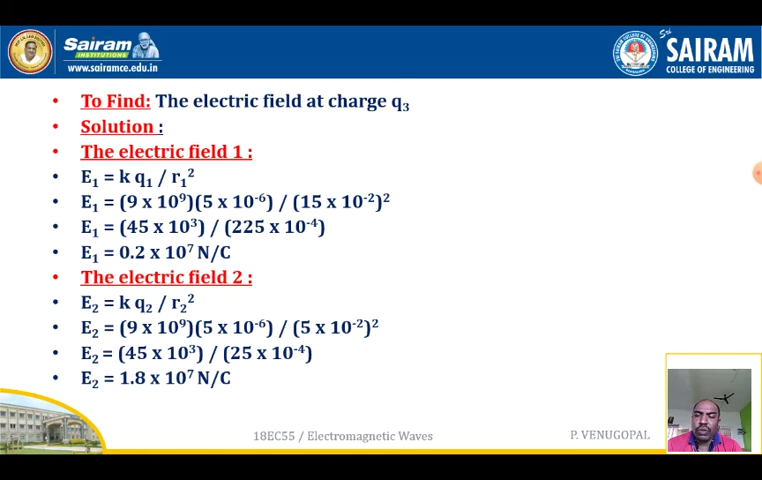 Sairam
INSTITUTIONS
www.sairamce.edu.in
Sri
SAIRAM
COLLEGE OF ENGINEERING
• To Find: The electric field at charge q₃
• Solution :
• The electric field 1 :
• E₁ = k q₁ / r₁²
• E₁ = (9 x 10⁹)(5 x 10⁻⁶) / (15 x 10⁻²)²
• E₁ = (45 x 10³) / (225 x 10⁻⁴)
• E₁ = 0.2 x 10⁷ N/C
• The electric field 2 :
• E₂ = k q₂ / r₂²
• E₂ = (9 x 10⁹)(5 x 10⁻⁶) / (5 x 10⁻²)²
• E₂ = (45 x 10³) / (25 x 10⁻⁴)
• E₂ = 1.8 x 10⁷ N/C
18EC55 / Electromagnetic Waves
P. VENUGOPAL